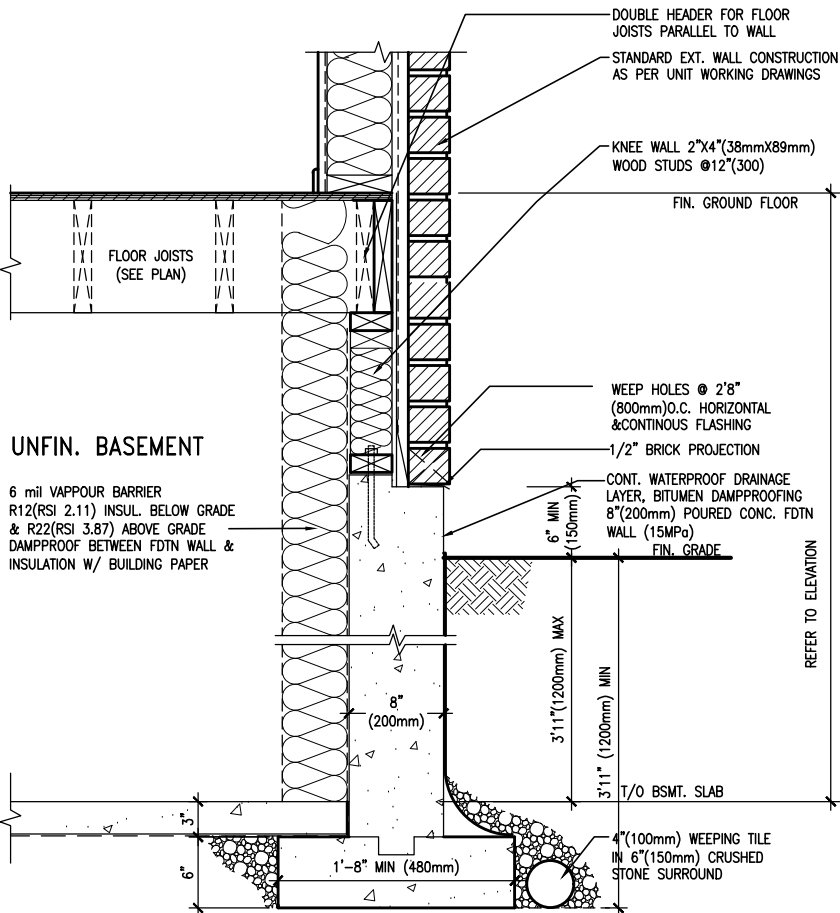 DOUBLE HEADER FOR FLOOR
JOISTS PARALLEL TO WALL
STANDARD EXT. WALL CONSTRUCTION
AS PER UNIT WORKING DRAWINGS
KNEE WALL 2"X4"(38mmX89mm)
WOOD STUDS @12"(300)
FIN. GROUND FLOOR
FLOOR JOISTS
(SEE PLAN)
WEEP HOLES @ 2'8"
(800mm)O.C. HORIZONTAL
&CONTINOUS FLASHING
UNFIN. BASEMENT
1/2" BRICK PROJECTION
6 mil VAPPOUR BARRIER
R12(RSI 2.11) INSUL. BELOW GRADE
& R22(RSI 3.87) ABOVE GRADE
DAMPPROOF BETWEEN FDTN WALL &
INSULATION W/ BUILDING PAPER
CONT. WATERPROOF DRAINAGE
LAYER, BITUMEN DAMPPROOFING
8"(200mm) POURED CONC. FDTN
WALL (15MPa)
6" MIN
(150mm)
FIN. GRADE
REFER TO ELEVATION
3'11"(1200mm) MAX
3'11" (1200mm) MIN
8"
(200mm)
T/O BSMT. SLAB
3"
6"
1'-8" MIN (480mm)
4"(100mm) WEEPING TILE
IN 6"(150mm) CRUSHED
STONE SURROUND